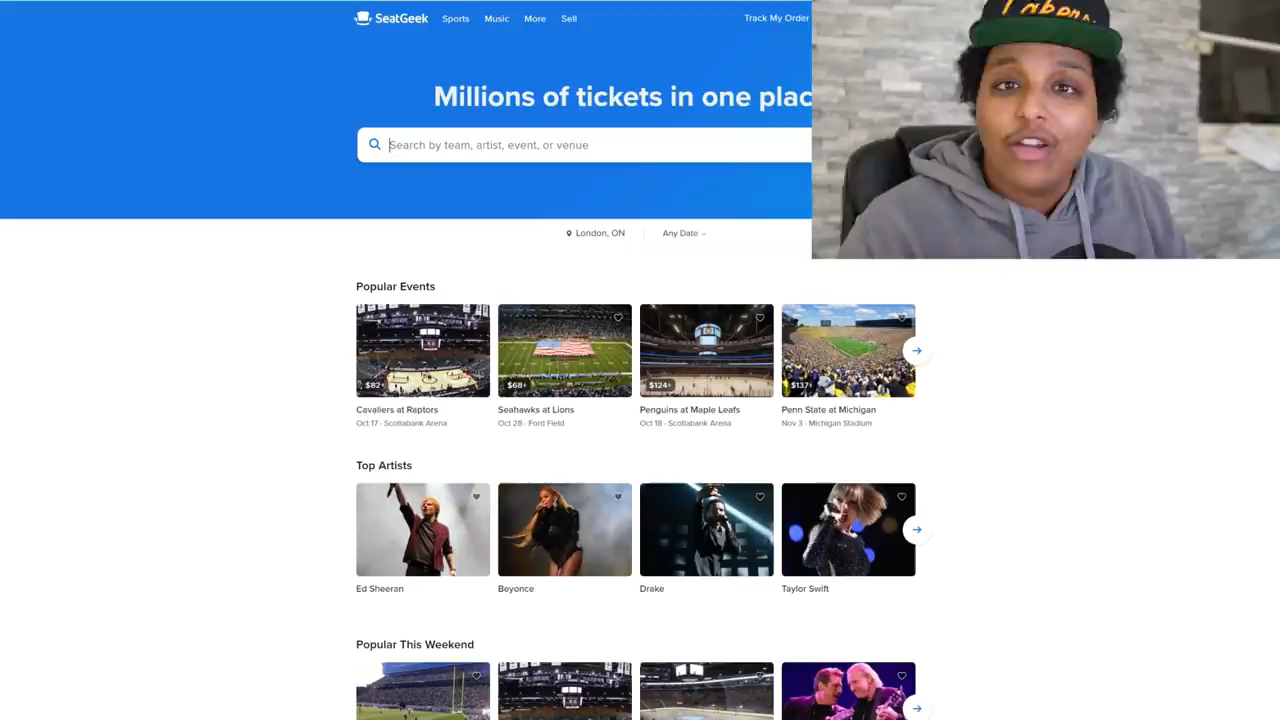 SeatGeek Sports Music More Sell Track My Order
Millions of tickets in one plac
Search by team, artist, event, or venue
London, ON Any Date
Popular Events
$82+ $68+ $124+ $137+
Cavaliers at Raptors Seahawks at Lions Penguins at Maple Leafs Penn State at Michigan
Oct 17 · Scotiabank Arena Oct 28 · Ford Field Oct 18 · Scotiabank Arena Nov 3 · Michigan Stadium
Top Artists
Ed Sheeran Beyonce Drake Taylor Swift
Popular This Weekend